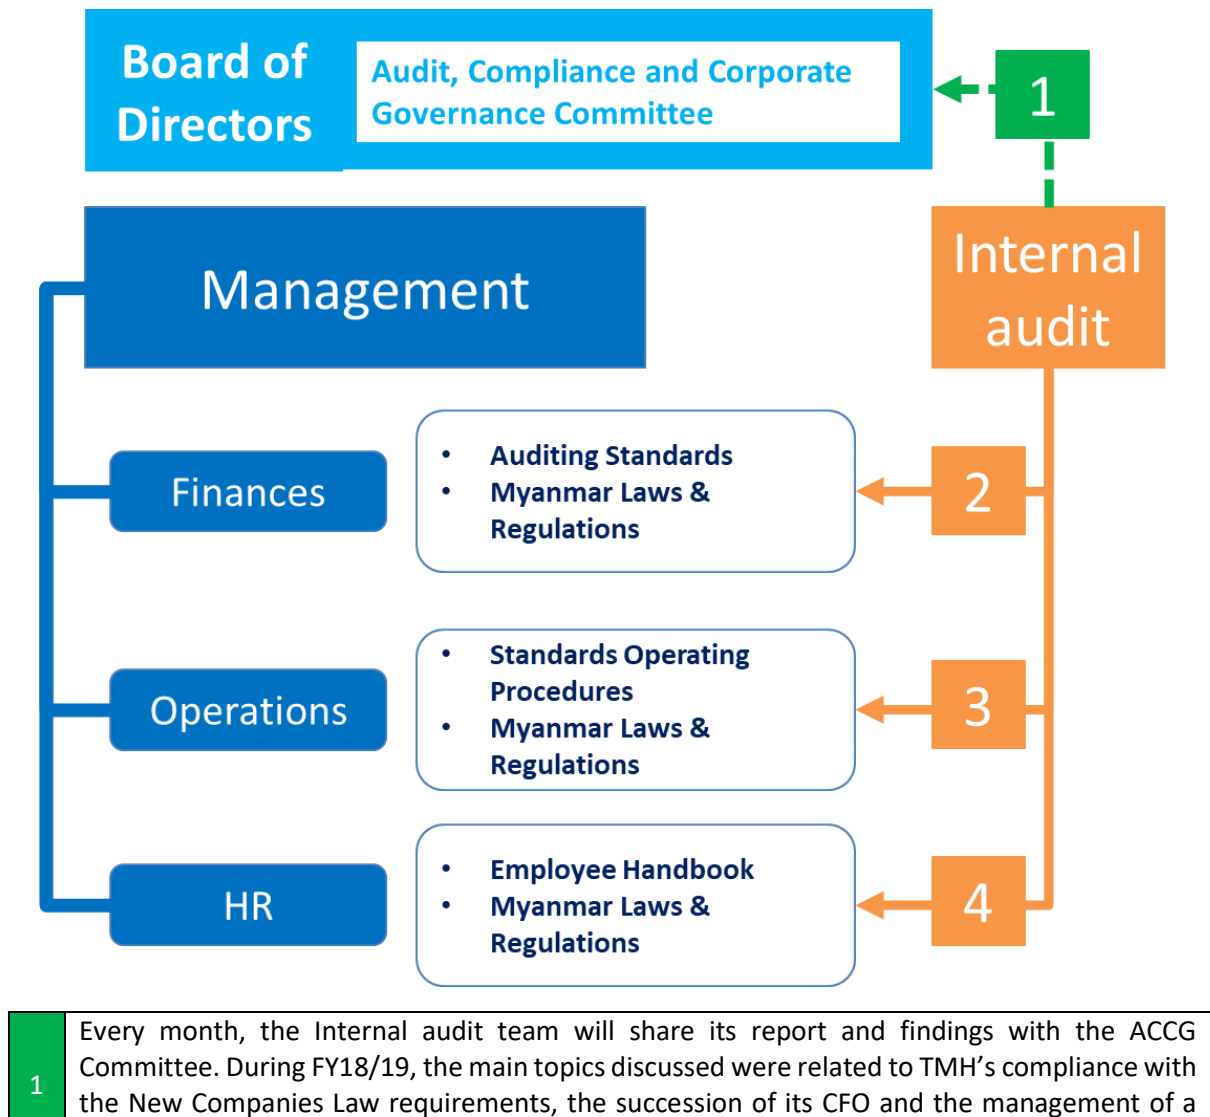 Board of
Directors
Audit, Compliance and Corporate
Governance Committee
1
Management
Internal
audit
Finances
• Auditing Standards
• Myanmar Laws &
Regulations
2
Operations
• Standards Operating
Procedures
• Myanmar Laws &
Regulations
3
HR
• Employee Handbook
• Myanmar Laws &
Regulations
4
1
Every month, the Internal audit team will share its report and findings with the ACCG
Committee. During FY18/19, the main topics discussed were related to TMH’s compliance with
the New Companies Law requirements, the succession of its CFO and the management of a